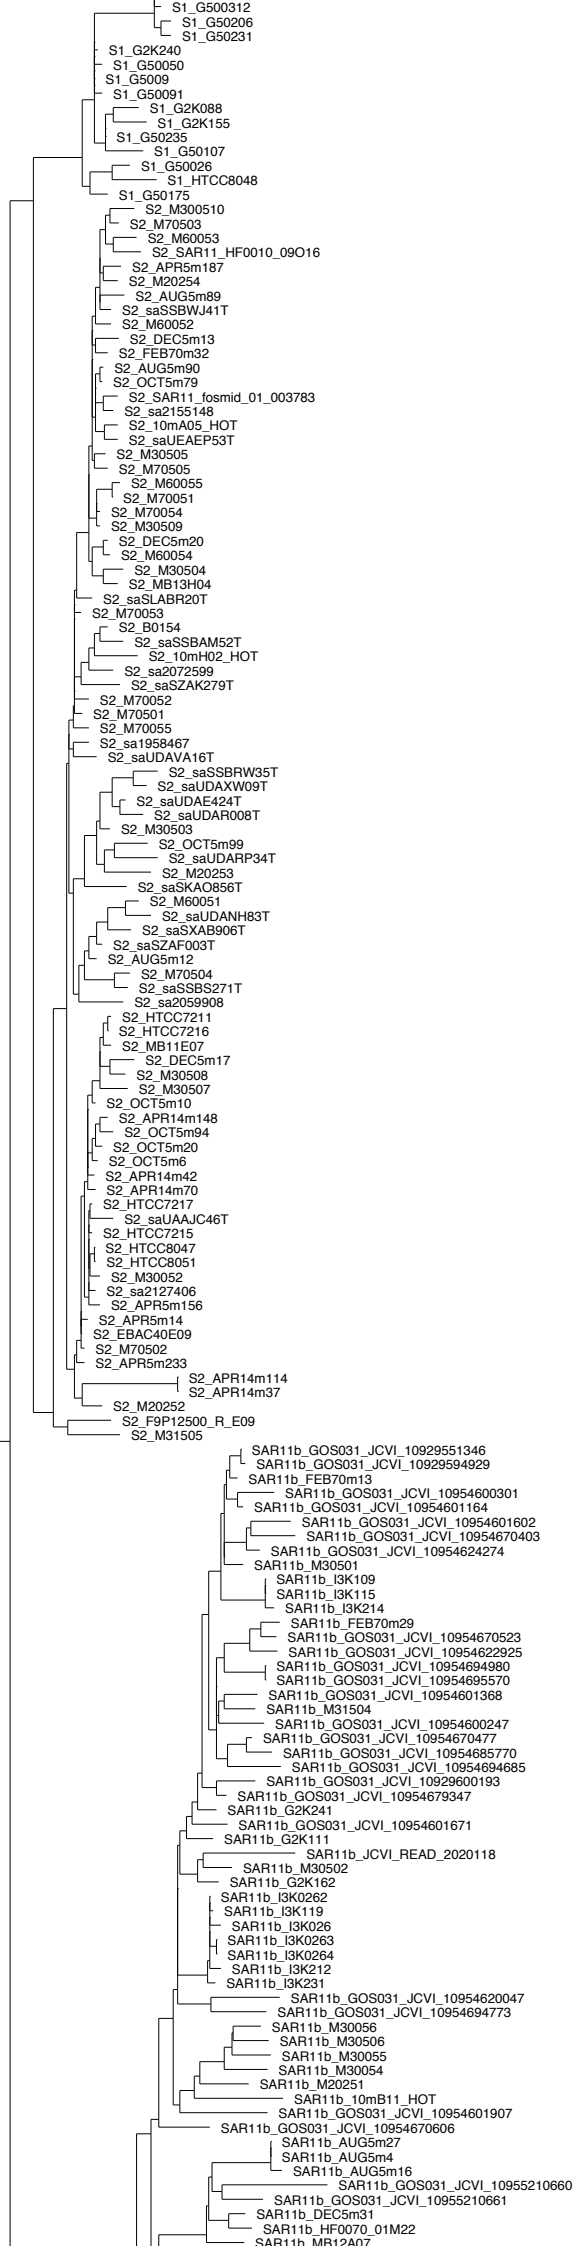 S1_G500312
S1_G50206
S1_G50231
S1_G2K240
S1_G50050
S1_G5009
S1_G50091
S1_G2K088
S1_G2K155
S1_G50235
S1_G50107
S1_G50026
S1_HTCC8048
S1_G50175
S2_M300510
S2_M70503
S2_M60053
S2_SAR11_HF0010_09O16
S2_APR5m187
S2_M20254
S2_AUG5m89
S2_saSSBWJ41T
S2_M60052
S2_DEC5m13
S2_FEB70m32
S2_AUG5m90
S2_OCT5m79
S2_SAR11_fosmid_01_003783
S2_sa2155148
S2_10mA05_HOT
S2_saUEAEP53T
S2_M30505
S2_M70505
S2_M60055
S2_M70051
S2_M70054
S2_M30509
S2_DEC5m20
S2_M60054
S2_M30504
S2_MB13H04
S2_saSLABR20T
S2_M70053
S2_B0154
S2_saSSBAM52T
S2_10mH02_HOT
S2_sa2072599
S2_saSZAK279T
S2_M70052
S2_M70501
S2_M70055
S2_sa1958467
S2_saUDAVA16T
S2_saSSBRW35T
S2_saUDAXW09T
S2_saUDAE424T
S2_saUDAR008T
S2_M30503
S2_OCT5m99
S2_saUDARP34T
S2_M20253
S2_saSKAO856T
S2_M60051
S2_saUDANH83T
S2_saSXAB906T
S2_saSZAF003T
S2_AUG5m12
S2_M70504
S2_saSSBS271T
S2_sa2059908
S2_HTCC7211
S2_HTCC7216
S2_MB11E07
S2_DEC5m17
S2_M30508
S2_M30507
S2_OCT5m10
S2_APR14m148
S2_OCT5m94
S2_OCT5m20
S2_OCT5m6
S2_APR14m42
S2_APR14m70
S2_HTCC7217
S2_saUAAJC46T
S2_HTCC7215
S2_HTCC8047
S2_HTCC8051
S2_M30052
S2_sa2127406
S2_APR5m156
S2_APR5m14
S2_EBAC40E09
S2_M70502
S2_APR5m233
S2_APR14m114
S2_APR14m37
S2_M20252
S2_F9P12500_R_E09
S2_M31505
SAR11b_GOS031_JCVI_10929551346
SAR11b_GOS031_JCVI_10929594929
SAR11b_FEB70m13
SAR11b_GOS031_JCVI_10954600301
SAR11b_GOS031_JCVI_10954601164
SAR11b_GOS031_JCVI_10954601602
SAR11b_GOS031_JCVI_10954670403
SAR11b_GOS031_JCVI_10954624274
SAR11b_M30501
SAR11b_I3K109
SAR11b_I3K115
SAR11b_I3K214
SAR11b_FEB70m29
SAR11b_GOS031_JCVI_10954670523
SAR11b_GOS031_JCVI_10954622925
SAR11b_GOS031_JCVI_10954694980
SAR11b_GOS031_JCVI_10954695570
SAR11b_GOS031_JCVI_10954601368
SAR11b_M31504
SAR11b_GOS031_JCVI_10954600247
SAR11b_GOS031_JCVI_10954670477
SAR11b_GOS031_JCVI_10954685770
SAR11b_GOS031_JCVI_10954694685
SAR11b_GOS031_JCVI_10929600193
SAR11b_GOS031_JCVI_10954679347
SAR11b_G2K241
SAR11b_GOS031_JCVI_10954601671
SAR11b_G2K111
SAR11b_JCVI_READ_2020118
SAR11b_M30502
SAR11b_G2K162
SAR11b_I3K0262
SAR11b_I3K119
SAR11b_I3K026
SAR11b_I3K0263
SAR11b_I3K0264
SAR11b_I3K212
SAR11b_I3K231
SAR11b_GOS031_JCVI_10954620047
SAR11b_GOS031_JCVI_10954694773
SAR11b_M30056
SAR11b_M30506
SAR11b_M30055
SAR11b_M30054
SAR11b_M20251
SAR11b_10mB11_HOT
SAR11b_GOS031_JCVI_10954601907
SAR11b_GOS031_JCVI_10954670606
SAR11b_AUG5m27
SAR11b_AUG5m4
SAR11b_AUG5m16
SAR11b_GOS031_JCVI_10955210660
SAR11b_GOS031_JCVI_10955210661
SAR11b_DEC5m31
SAR11b_HF0070_01M22
SAR11b_MB12A07